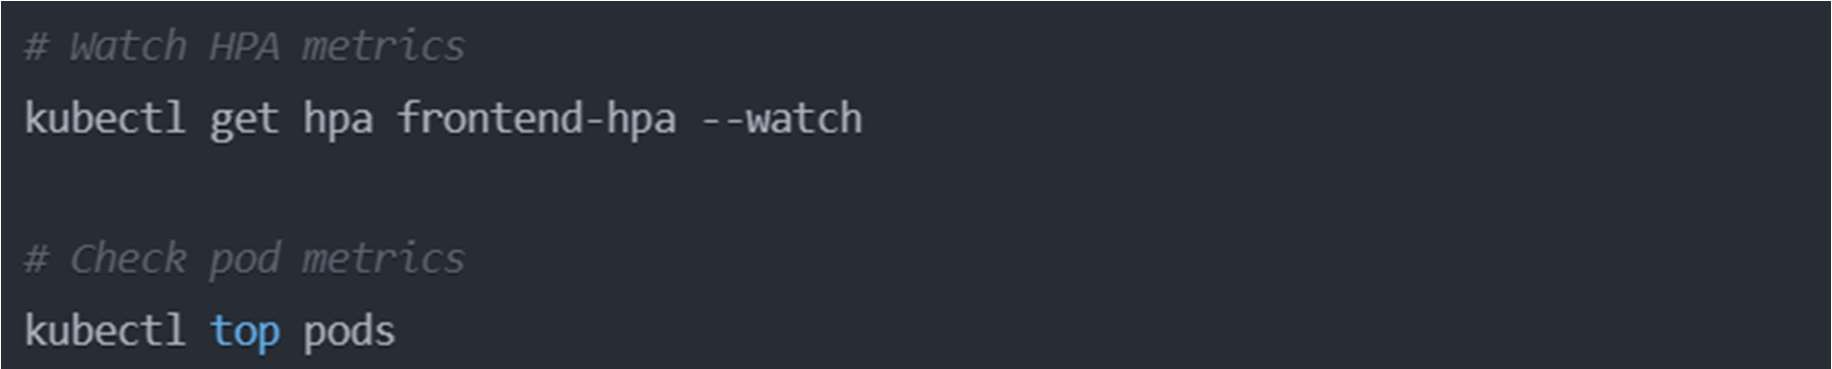 # Watch HPA metrics
kubectl get hpa frontend-hpa --watch
# Check pod metrics
kubectl top pods